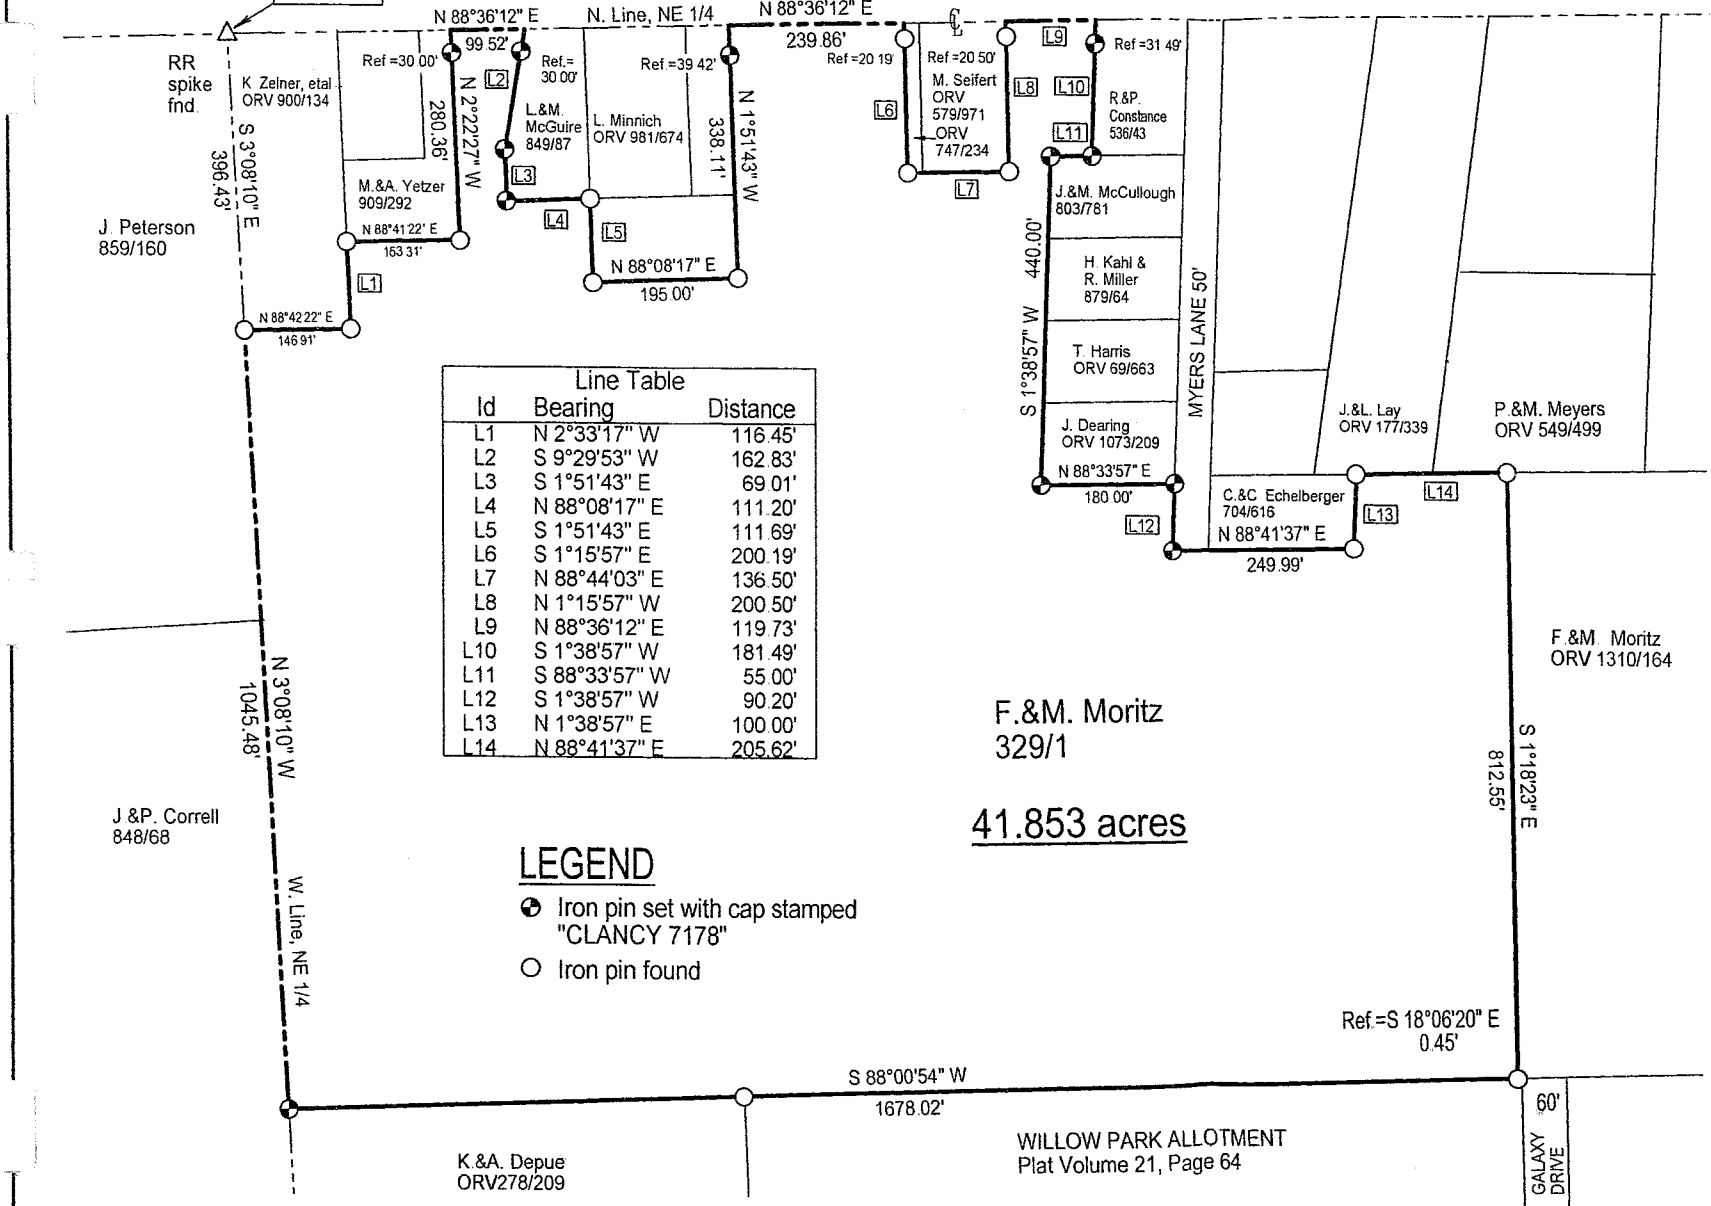 N 88°36'12" E
99.52'
N. Line, NE 1/4
N 88°36'12" E
239.86'
℄
L9
Ref =31 49'
RR
spike
fnd.
K Zelner, etal
ORV 900/134
Ref =30 00'
L2
Ref.=
30 00'
Ref.=39 42'
Ref=20 19'
Ref =20 50'
M. Seifert
ORV
579/971
ORV
747/234
L6
L8
L10
R.&P.
Constance
536/43
L11
S 3°08'10" E
396.43'
280.36'
N 2°22'27" W
L.&M.
McGuire
849/87
L. Minnich
ORV 981/674
338.11'
N 1°51'43" W
L3
L7
M.&A. Yetzer
909/292
J.&M. McCullough
803/781
J. Peterson
859/160
N 88°41'22' E
153 31'
L4
L5
L1
N 88°08'17" E
195.00'
H. Kahl &
R. Miller
879/64
S 1°38'57" W 440.00'
MYERS LANE 50'
N 88°42'22" E
146 91'
T. Harris
ORV 69/663
Line Table
Id Bearing Distance
L1 N 2°33'17" W 116.45'
L2 S 9°29'53" W 162.83'
L3 S 1°51'43" E 69.01'
L4 N 88°08'17" E 111.20'
L5 S 1°51'43" E 111.69'
L6 S 1°15'57" E 200.19'
L7 N 88°44'03" E 136.50'
L8 N 1°15'57" W 200.50'
L9 N 88°36'12" E 119.73'
L10 S 1°38'57" W 181.49'
L11 S 88°33'57" W 55.00'
L12 S 1°38'57" W 90.20'
L13 N 1°38'57" E 100.00'
L14 N 88°41'37" E 205.62'
J. Dearing
ORV 1073/209
N 88°33'57" E
180 00'
J.&L. Lay
ORV 177/339
P.&M. Meyers
ORV 549/499
L12
C.&C Echelberger
704/616
N 88°41'37" E
249.99'
L13
L14
N 3°08'10" W
1045.48'
W. Line, NE 1/4
F.&M. Moritz
ORV 1310/164
F.&M. Moritz
329/1
41.853 acres
S 1°18'23" E
812.55'
J &P. Correll
848/68
LEGEND
Iron pin set with cap stamped
"CLANCY 7178"
Iron pin found
Ref.=S 18°06'20" E
0.45'
S 88°00'54" W
1678.02'
K.&A. Depue
ORV278/209
WILLOW PARK ALLOTMENT
Plat Volume 21, Page 64
60'
GALAXY
DRIVE